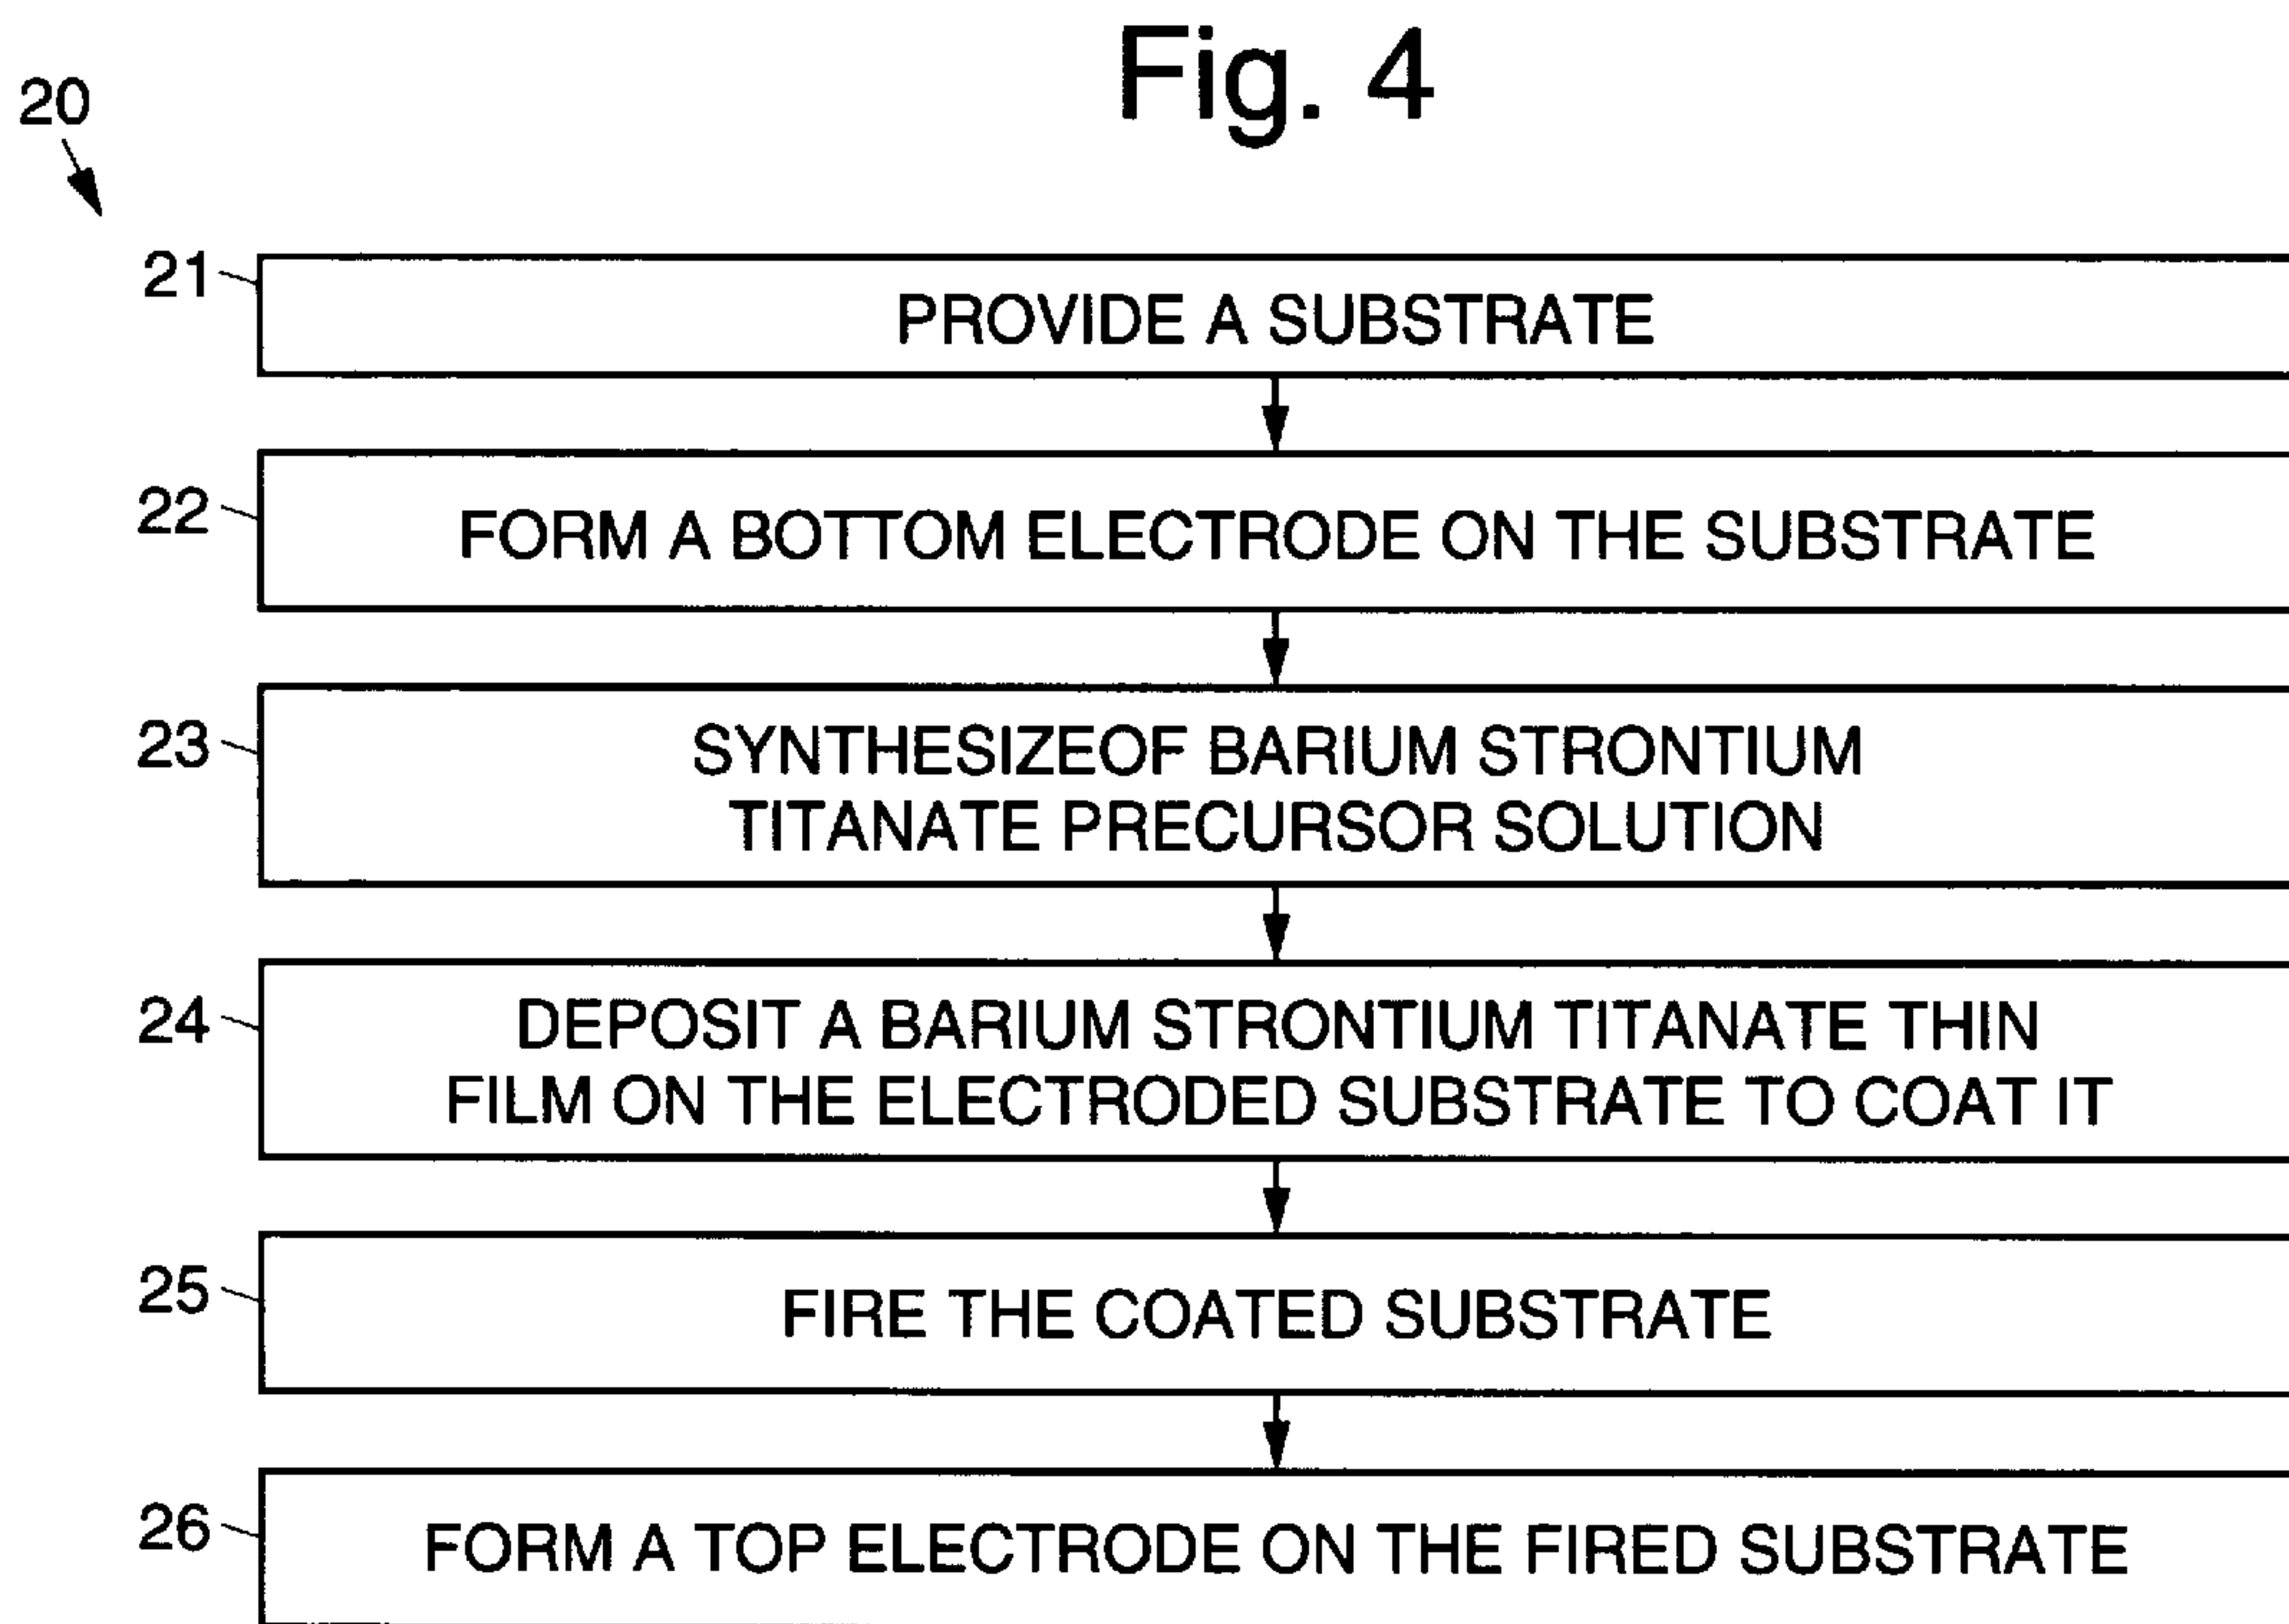 Fig. 4
20
21
PROVIDE A SUBSTRATE
22
FORM A BOTTOM ELECTRODE ON THE SUBSTRATE
23
SYNTHESIZEOF BARIUM STRONTIUM
TITANATE PRECURSOR SOLUTION
24
DEPOSIT A BARIUM STRONTIUM TITANATE THIN
FILM ON THE ELECTRODED SUBSTRATE TO COAT IT
25
FIRE THE COATED SUBSTRATE
26
FORM A TOP ELECTRODE ON THE FIRED SUBSTRATE